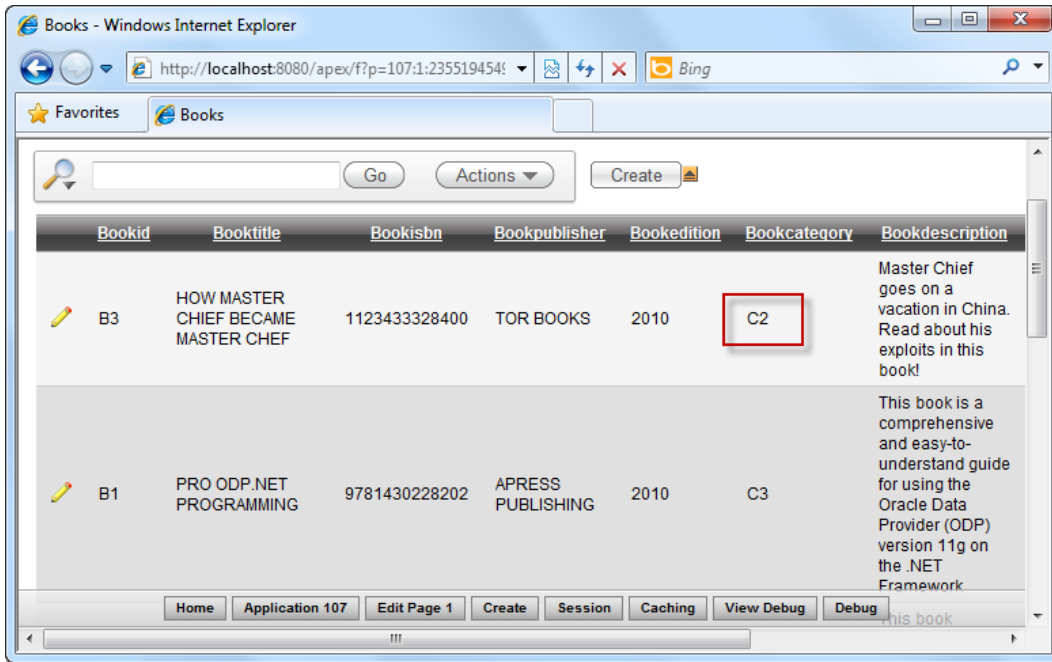 Books - Windows Internet Explorer
http://localhost:8080/apex/f?p=107:1:2355194549
Bing
Favorites
Books
Go
Actions
Create
Bookid Booktitle Bookisbn Bookpublisher Bookedition Bookcategory Bookdescription
B3
HOW MASTER
CHIEF BECAME
MASTER CHEF
1123433328400
TOR BOOKS
2010
C2
Master Chief
goes on a
vacation in China.
Read about his
exploits in this
book!
B1
PRO ODP.NET
PROGRAMMING
9781430228202
APRESS
PUBLISHING
2010
C3
This book is a
comprehensive
and easy-to-
understand guide
for using the
Oracle Data
Provider (ODP)
version 11g on
the .NET
Framework
This book
Home Application 107 Edit Page 1 Create Session Caching View Debug Debug